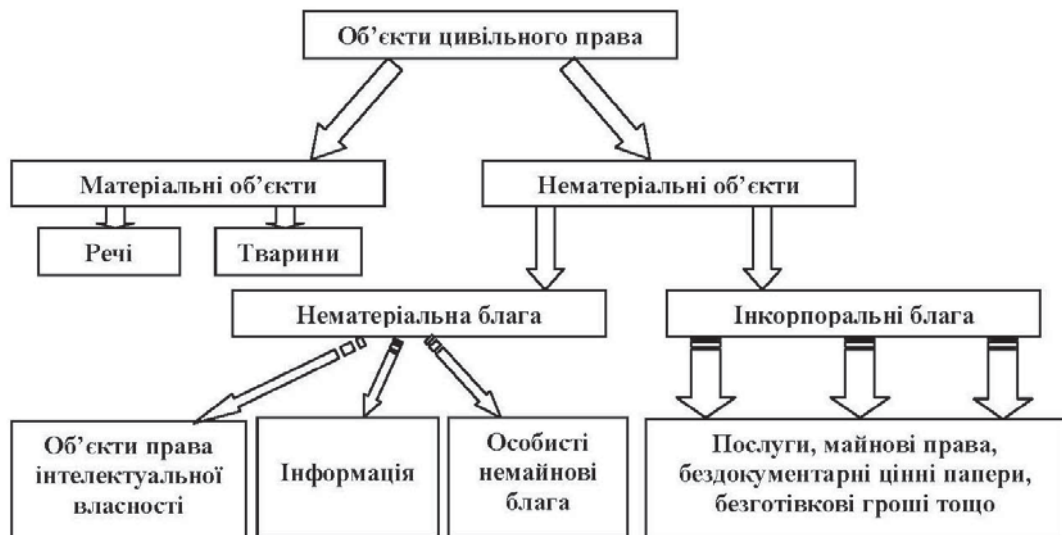 Об’єкти цивільного права
Матеріальні об’єкти
Нематеріальні об’єкти
Речі
Тварини
Нематеріальна блага
Інкорпоральні блага
Об’єкти права
інтелектуальної
власності
Інформація
Особисті
немайнові
блага
Послуги, майнові права,
бездокументарні цінні папери,
безготівкові гроші тощо